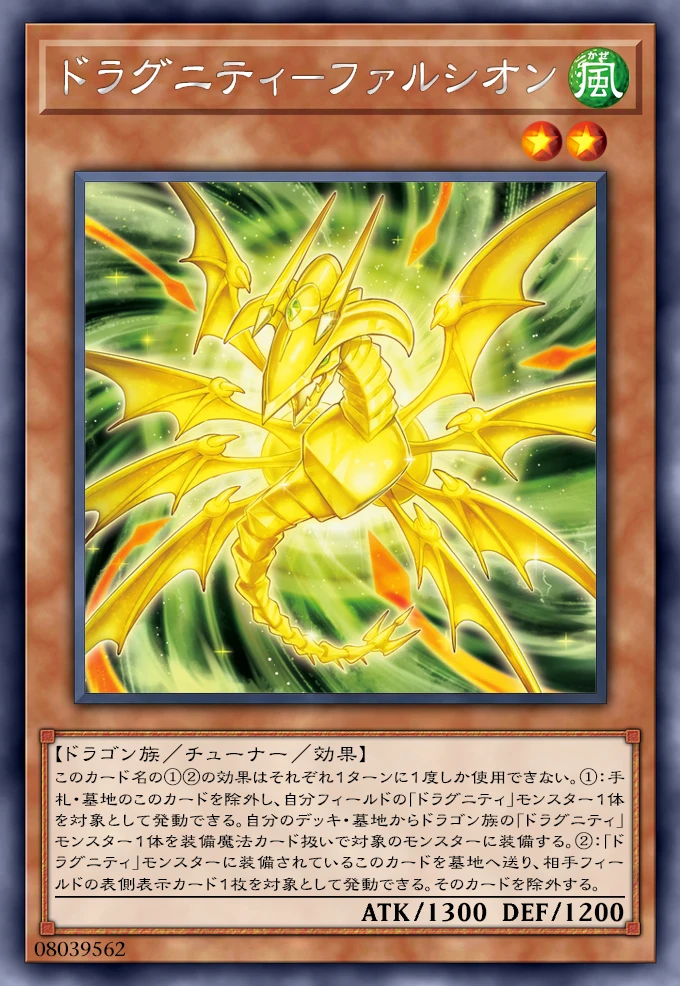 ドラグニティーファルシオン
かぜ
風
【ドラゴン族／チューナー／効果】
このカード名の①②の効果はそれぞれ1ターンに1度しか使用できない。①：手
札・墓地のこのカードを除外し、自分フィールドの「ドラグニティ」モンスター1体
を対象として発動できる。自分のデッキ・墓地からドラゴン族の「ドラグニティ」
モンスター1体を装備魔法カード扱いで対象のモンスターに装備する。②：「ド
ラグニティ」モンスターに装備されているこのカードを墓地へ送り、相手フィー
ルドの表側表示カード1枚を対象として発動できる。そのカードを除外する。
ATK/1300 DEF/1200
08039562